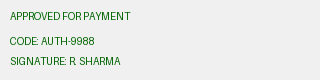 APPROVED FOR PAYMENT
CODE: AUTH-9988
SIGNATURE: R. SHARMA